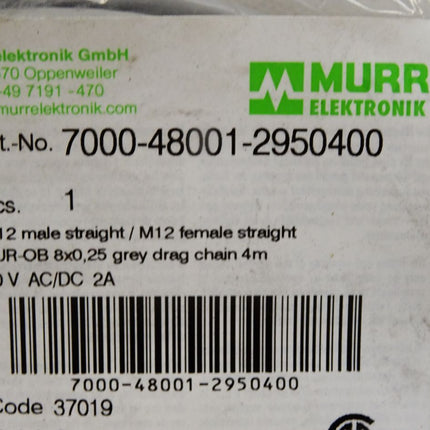 elektronik GmbH
70 Oppenweiler
49 7191 -470
murrelektronik.com
MURR
ELEKTRONIK
t.-No. 7000-48001-2950400
cs. 1
12 male straight / M12 female straight
UR-OB 8x0,25 grey drag chain 4m
0 V AC/DC 2A
7000-48001-2950400
Code 37019